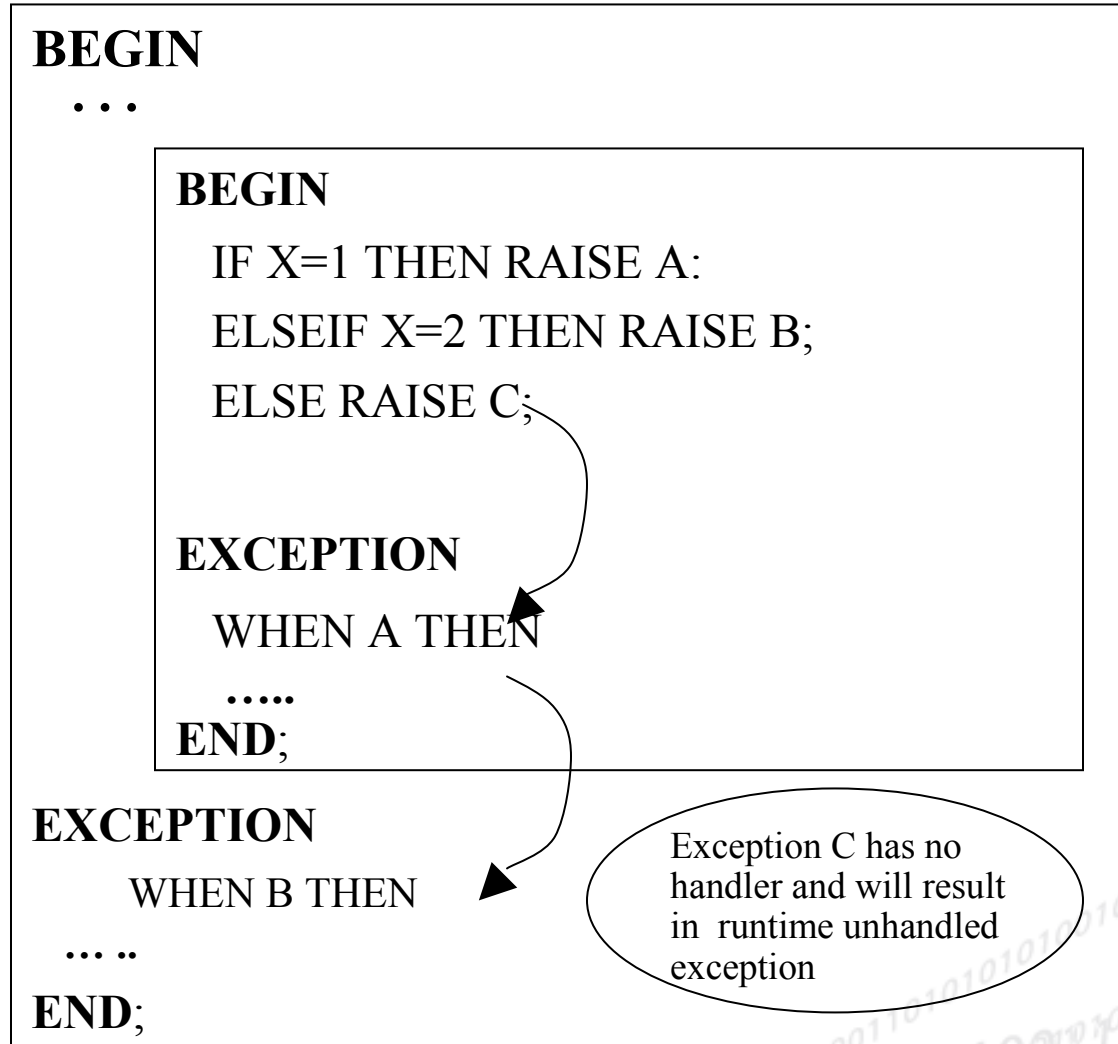 BEGIN
. . .
BEGIN
IF X=1 THEN RAISE A:
ELSEIF X=2 THEN RAISE B;
ELSE RAISE C;
EXCEPTION
WHEN A THEN
…..
END;
EXCEPTION
WHEN B THEN
… ..
END;
Exception C has no
handler and will result
in runtime unhandled
exception